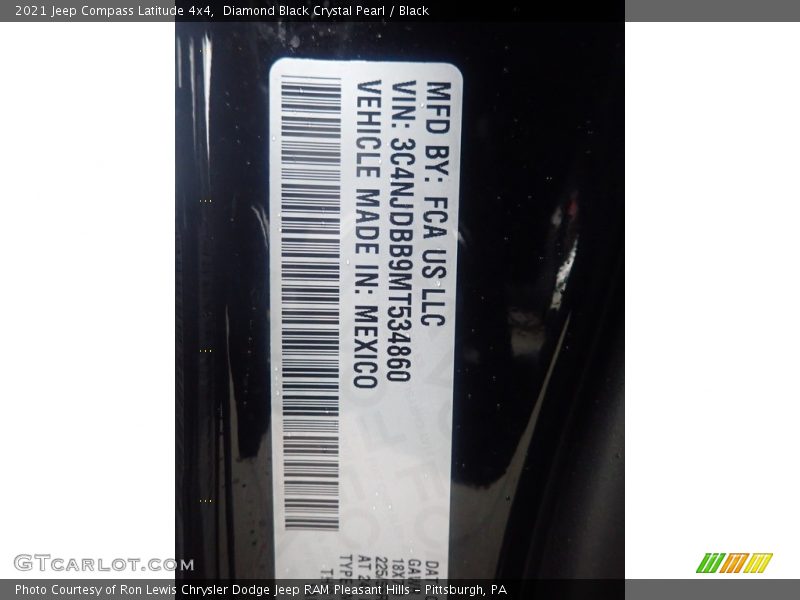 2021 Jeep Compass Latitude 4x4,  Diamond Black Crystal Pearl / Black
MFD BY: FCA US LLC
VIN: 3C4NJDBB9MT534860
VEHICLE MADE IN: MEXICO
GTCARLOT.COM
Photo Courtesy of Ron Lewis Chrysler Dodge Jeep RAM Pleasant Hills - Pittsburgh, PA